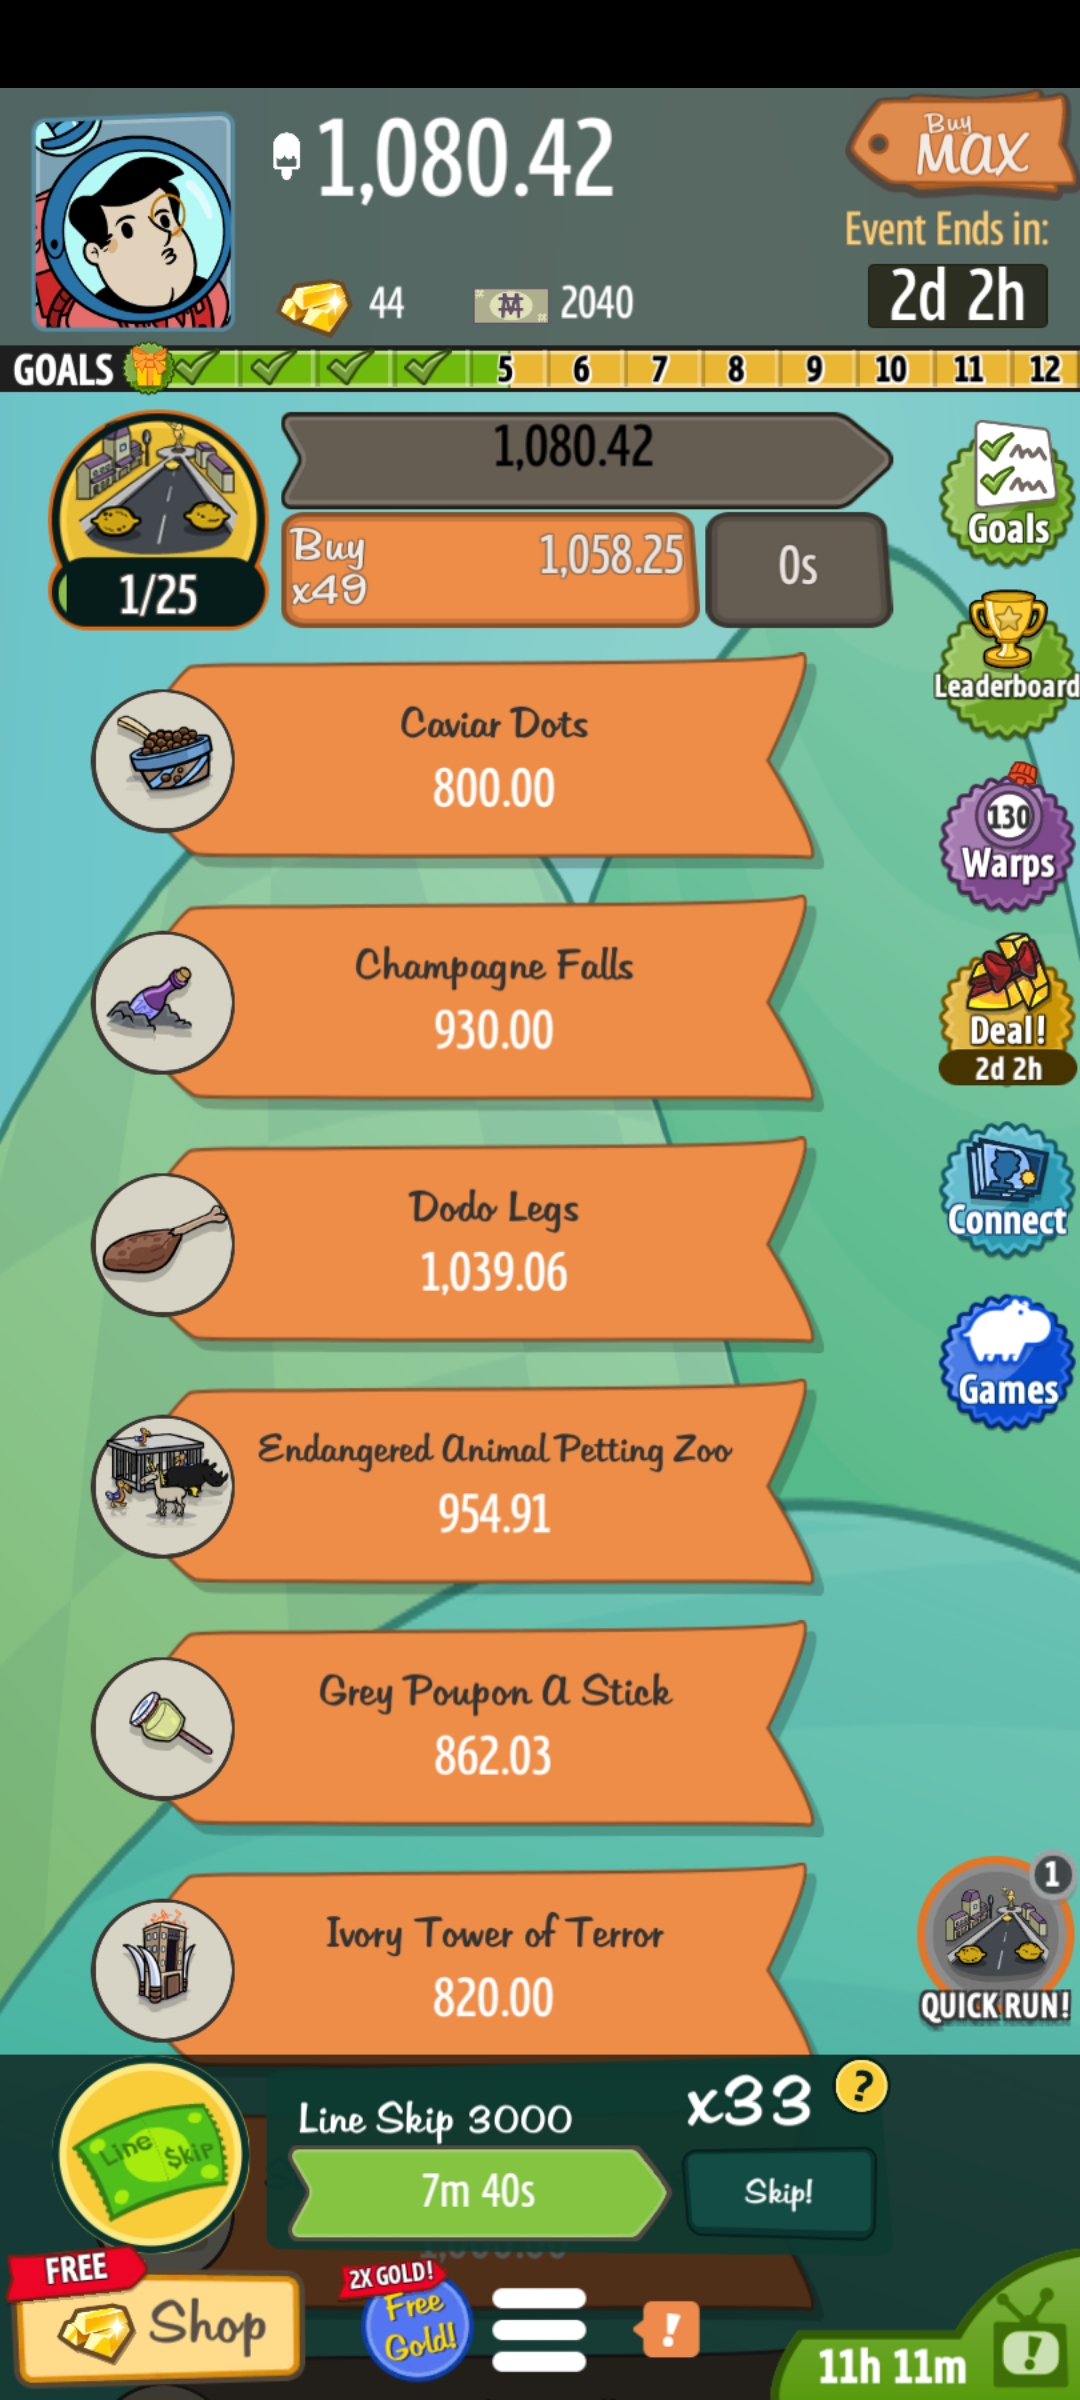 1,080.42
Buy
MAX
Event Ends in:
44
2040
2d 2h
GOALS 5 6 7 8 9 10 11 12
1,080.42
Buy
x49
1,058.25
0s
1/25
Goals
Leaderboard
Caviar Dots
800.00
130
Warps
Champagne Falls
930.00
Deal!
2d 2h
Dodo Legs
1,039.06
Connect
Games
Endangered Animal Petting Zoo
954.91
Grey Poupon A Stick
862.03
Ivory Tower of Terror
820.00
1
QUICK RUN!
Line $kip
Line Skip 3000
x33
?
7m 40s
Skip!
FREE
Shop
2X GOLD!
Free
Gold!
!
11h 11m
!